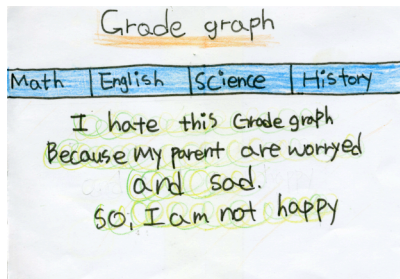 Grade graph
Math English Science History
I hate this Grade graph
Because My parent are worryed
and sad.
SO, I am not happy